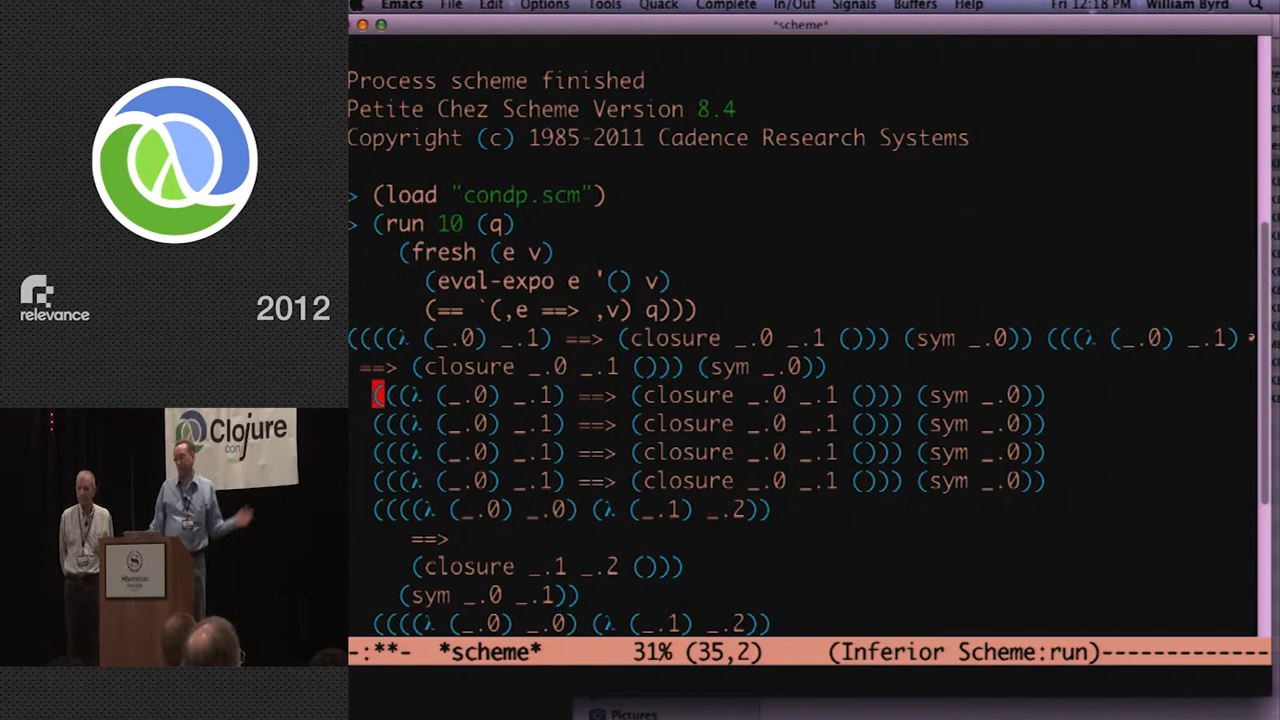 Emacs File Edit Options Tools Quack Complete In/Out Signals Buffers Help Fri 12:18 PM William Byrd
*scheme*
Process scheme finished
Petite Chez Scheme Version 8.4
Copyright (c) 1985-2011 Cadence Research Systems
> (load "condp.scm")
> (run 10 (q)
(fresh (e v)
(eval-expo e '() v)
(== `(,e ==> ,v) q)))
((((λ (_.0) _.1) ==> (closure _.0 _.1 ())) (sym _.0)) (((λ (_.0) _.1)
==> (closure _.0 _.1 ())) (sym _.0))
(((λ (_.0) _.1) ==> (closure _.0 _.1 ())) (sym _.0))
(((λ (_.0) _.1) ==> (closure _.0 _.1 ())) (sym _.0))
(((λ (_.0) _.1) ==> (closure _.0 _.1 ())) (sym _.0))
(((λ (_.0) _.1) ==> (closure _.0 _.1 ())) (sym _.0))
((((λ (_.0) _.0) (λ (_.1) _.2))
==>
(closure _.1 _.2 ()))
(sym _.0 _.1))
((((λ (_.0) _.0) (λ (_.1) _.2))
-:**- *scheme* 31% (35,2) (Inferior Scheme:run)------------
Pictures
relevance
2012
Clojure
conj
Sheraton